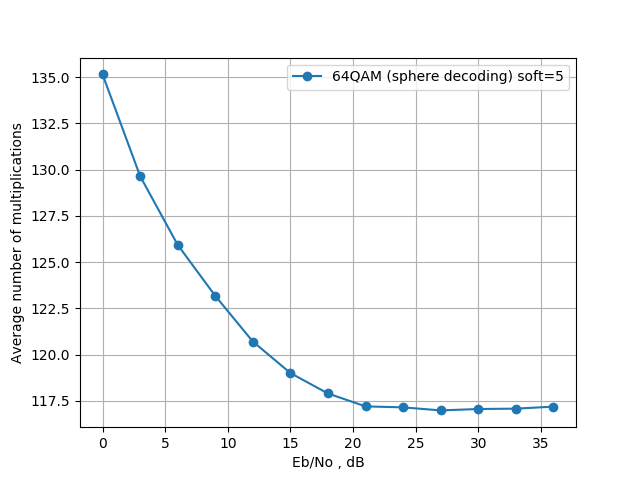 64QAM (sphere decoding) soft=5
Average number of multiplications
135.0
132.5
130.0
127.5
125.0
122.5
120.0
117.5
0 5 10 15 20 25 30 35
Eb/No , dB